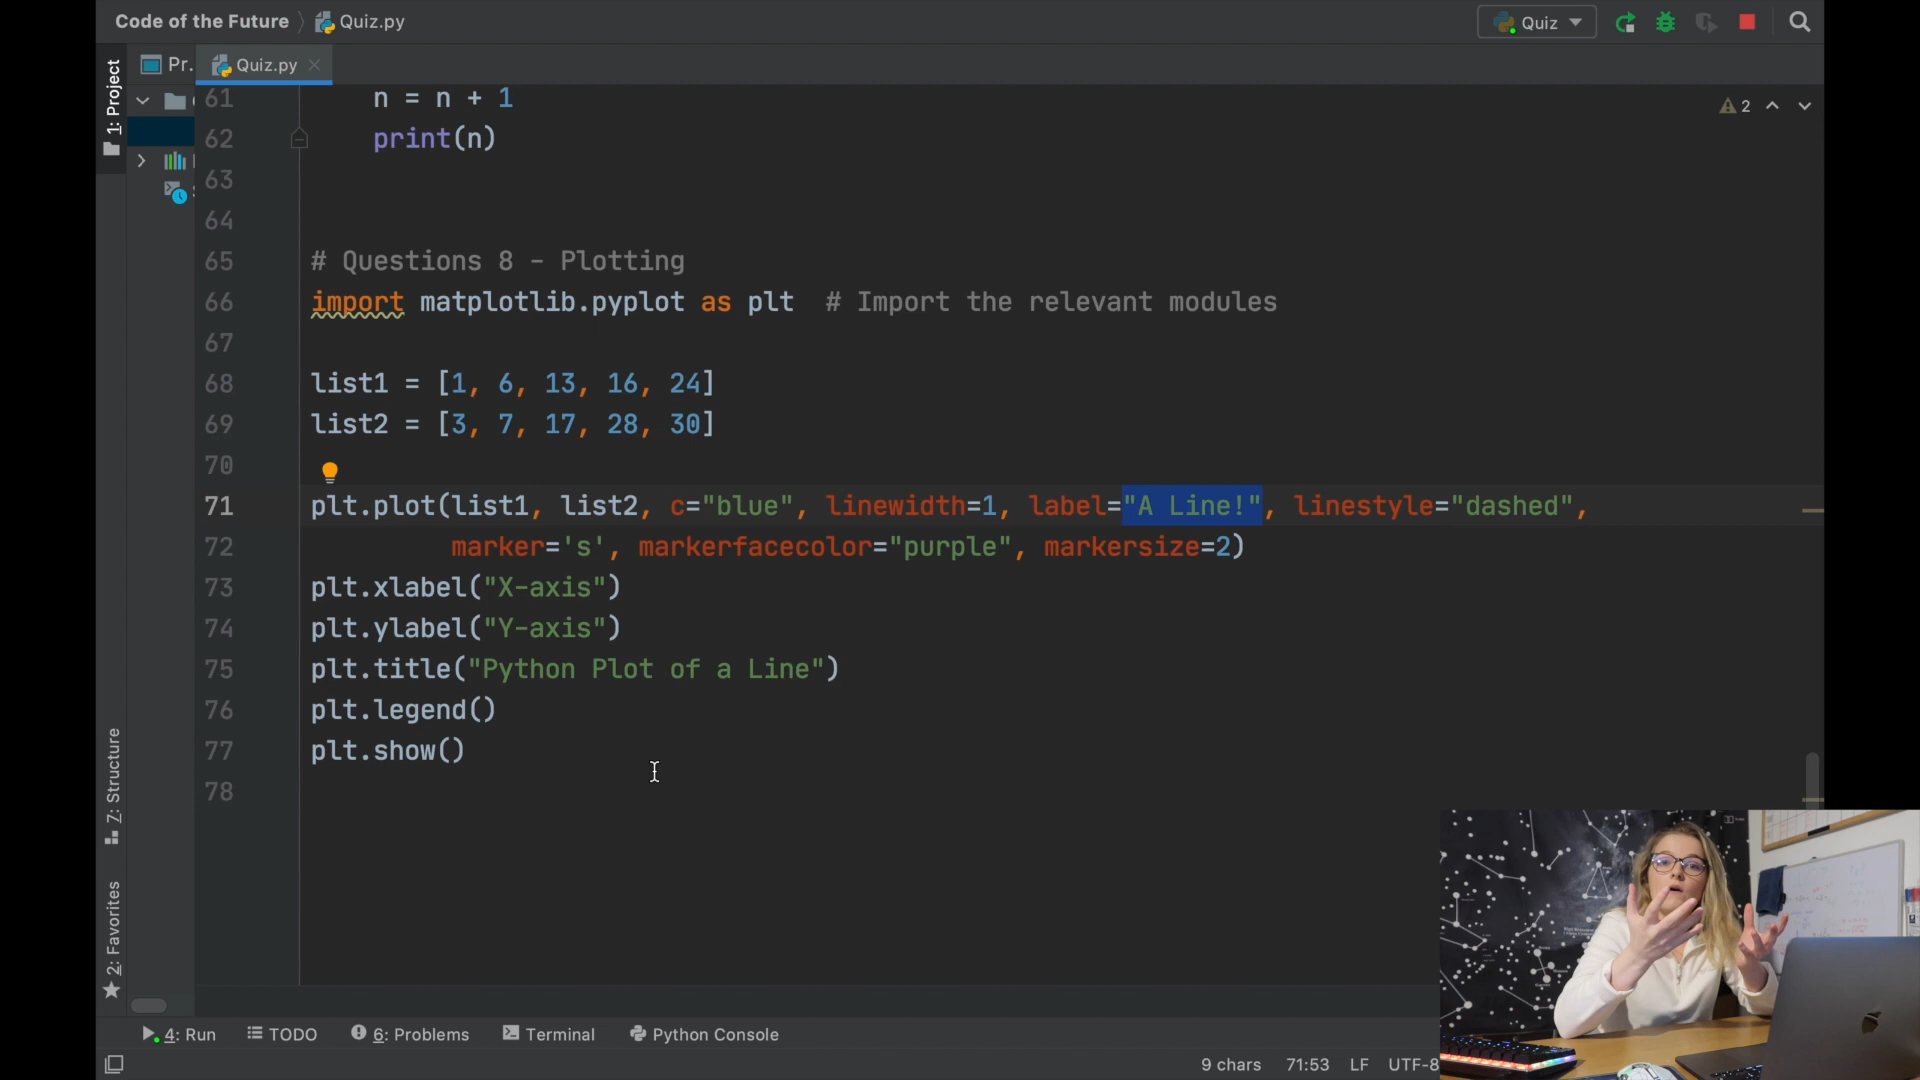 Code of the Future
Quiz.py
Quiz
1: Project
Pr.
Quiz.py
2
61 n = n + 1
62 print(n)
63
64
65 # Questions 8 - Plotting
66 import matplotlib.pyplot as plt # Import the relevant modules
67
68 list1 = [1, 6, 13, 16, 24]
69 list2 = [3, 7, 17, 28, 30]
70
71 plt.plot(list1, list2, c="blue", linewidth=1, label="A Line!", linestyle="dashed",
72 marker='s', markerfacecolor="purple", markersize=2)
73 plt.xlabel("X-axis")
74 plt.ylabel("Y-axis")
75 plt.title("Python Plot of a Line")
76 plt.legend()
77 plt.show()
78
7: Structure
2: Favorites
4: Run
TODO
6: Problems
Terminal
Python Console
9 chars
71:53
LF
UTF-8